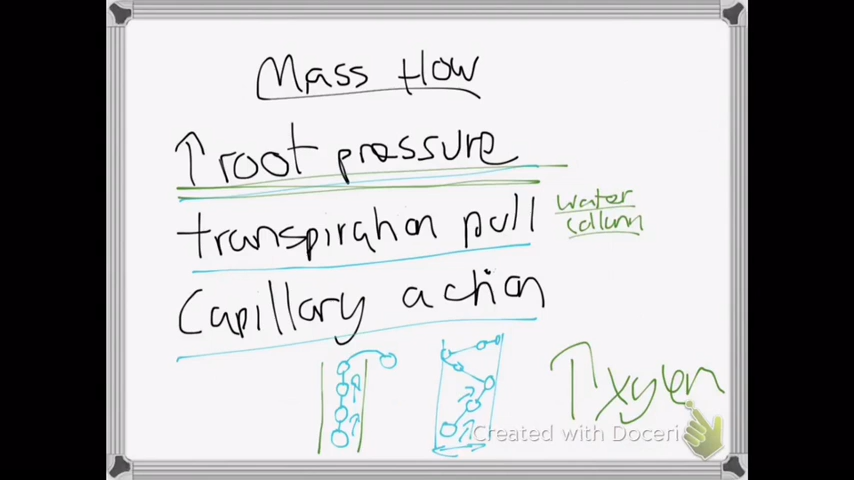 Mass flow
↑ root pressure
transpiration pull
water
column
Capillary action
↑ xylem
Created with Doceri